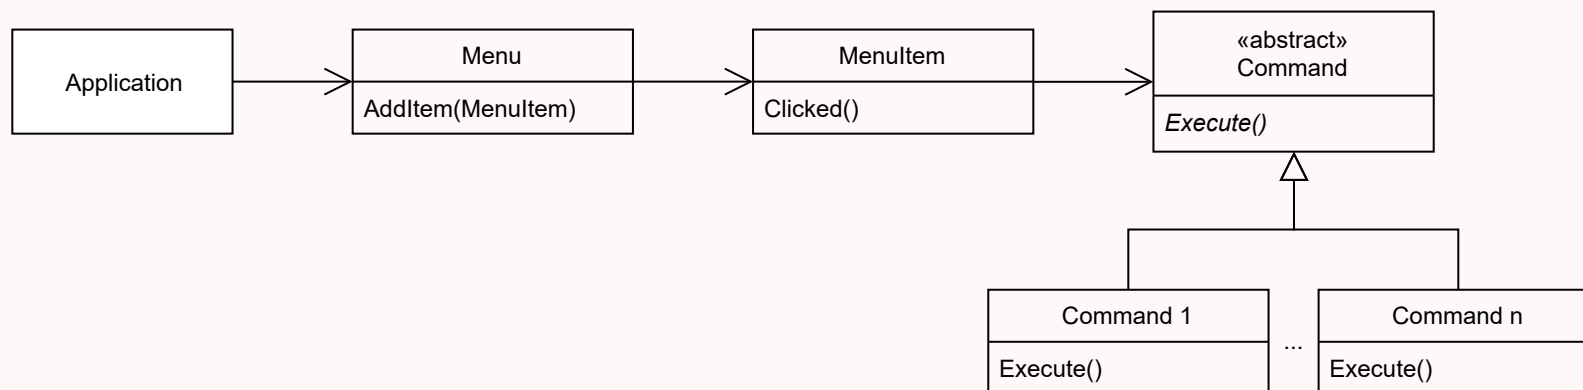 Application
Menu
AddItem(MenuItem)
MenuItem
Clicked()
«abstract»
Command
Execute()
Command 1
Execute()
...
Command n
Execute()